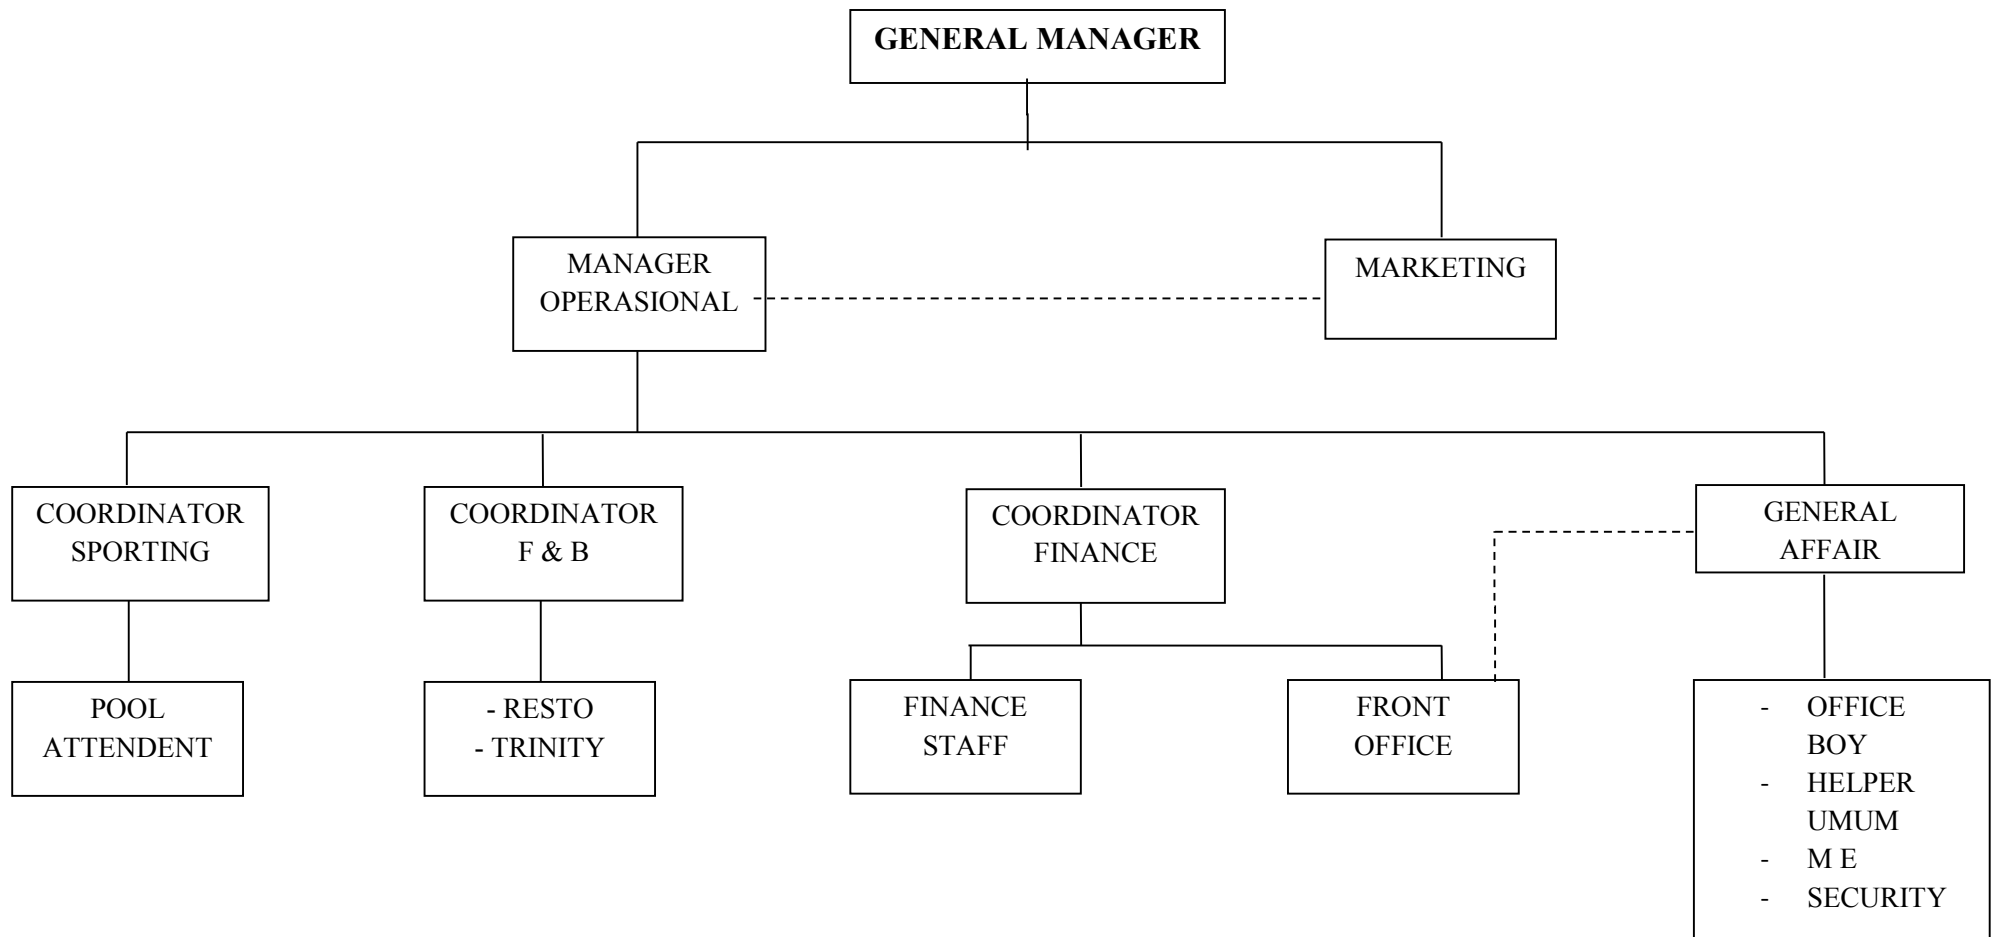 GENERAL MANAGER
MANAGER
OPERASIONAL
MARKETING
COORDINATOR
SPORTING
COORDINATOR
F & B
COORDINATOR
FINANCE
GENERAL
AFFAIR
POOL
ATTENDENT
- RESTO
- TRINITY
FINANCE
STAFF
FRONT
OFFICE
- OFFICE
BOY
- HELPER
UMUM
- M E
- SECURITY